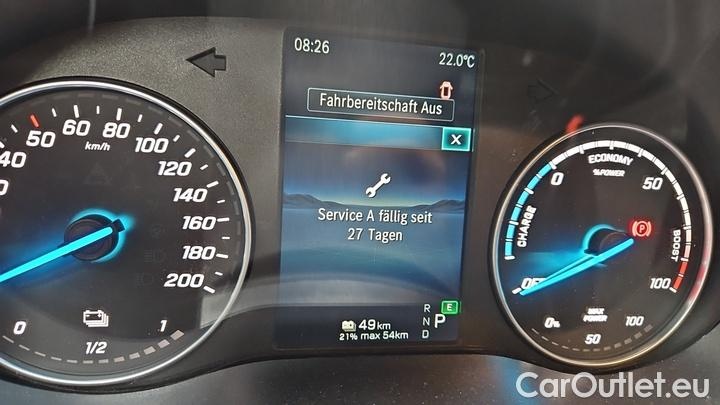 08:26
22.0°C
Fahrbereitschaft Aus
X
Service A fällig seit
27 Tagen
49km
21% max 54km
R
N
D
P
E
40
50
60
80
100
120
140
160
180
200
km/h
0
1/2
1
CHARGE
0
ECONOMY
%POWER
50
BOOST
100
OFF
0%
MAX
POWER
50
100
(P)
CarOutlet.eu